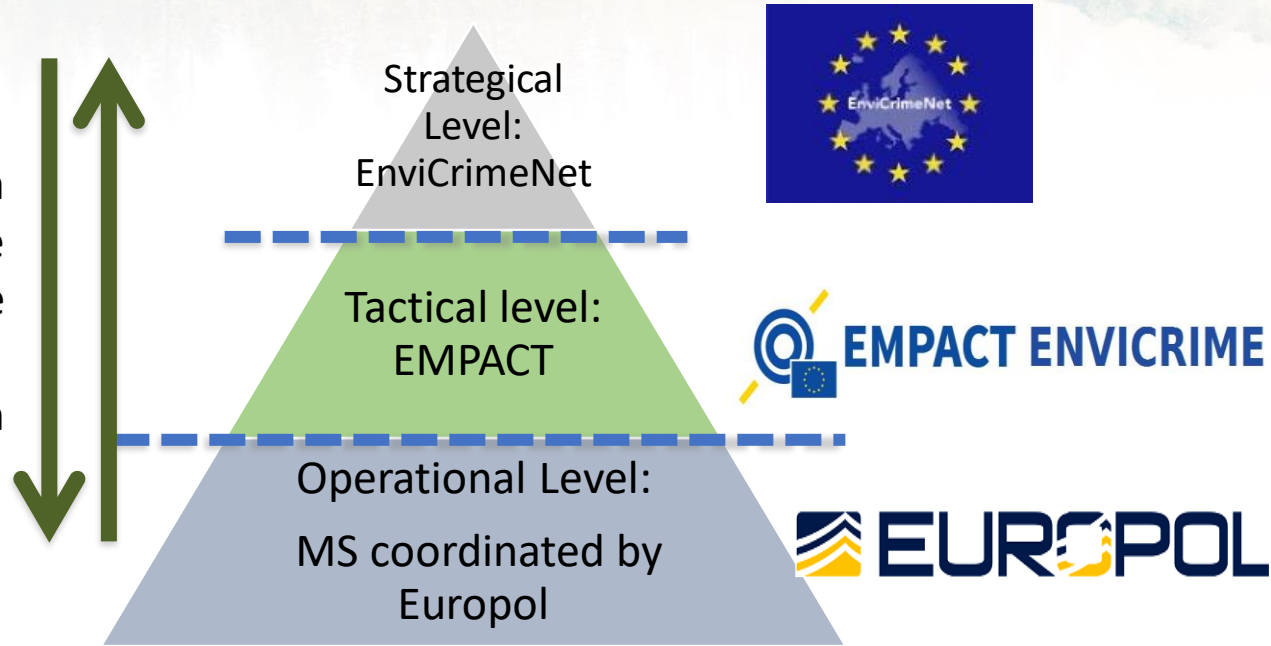 Strategical
Level:
EnviCrimeNet
EnviCrimeNet
Tactical level:
EMPACT
EMPACT ENVICRIME
Operational Level:
MS coordinated by
Europol
EUROPOL